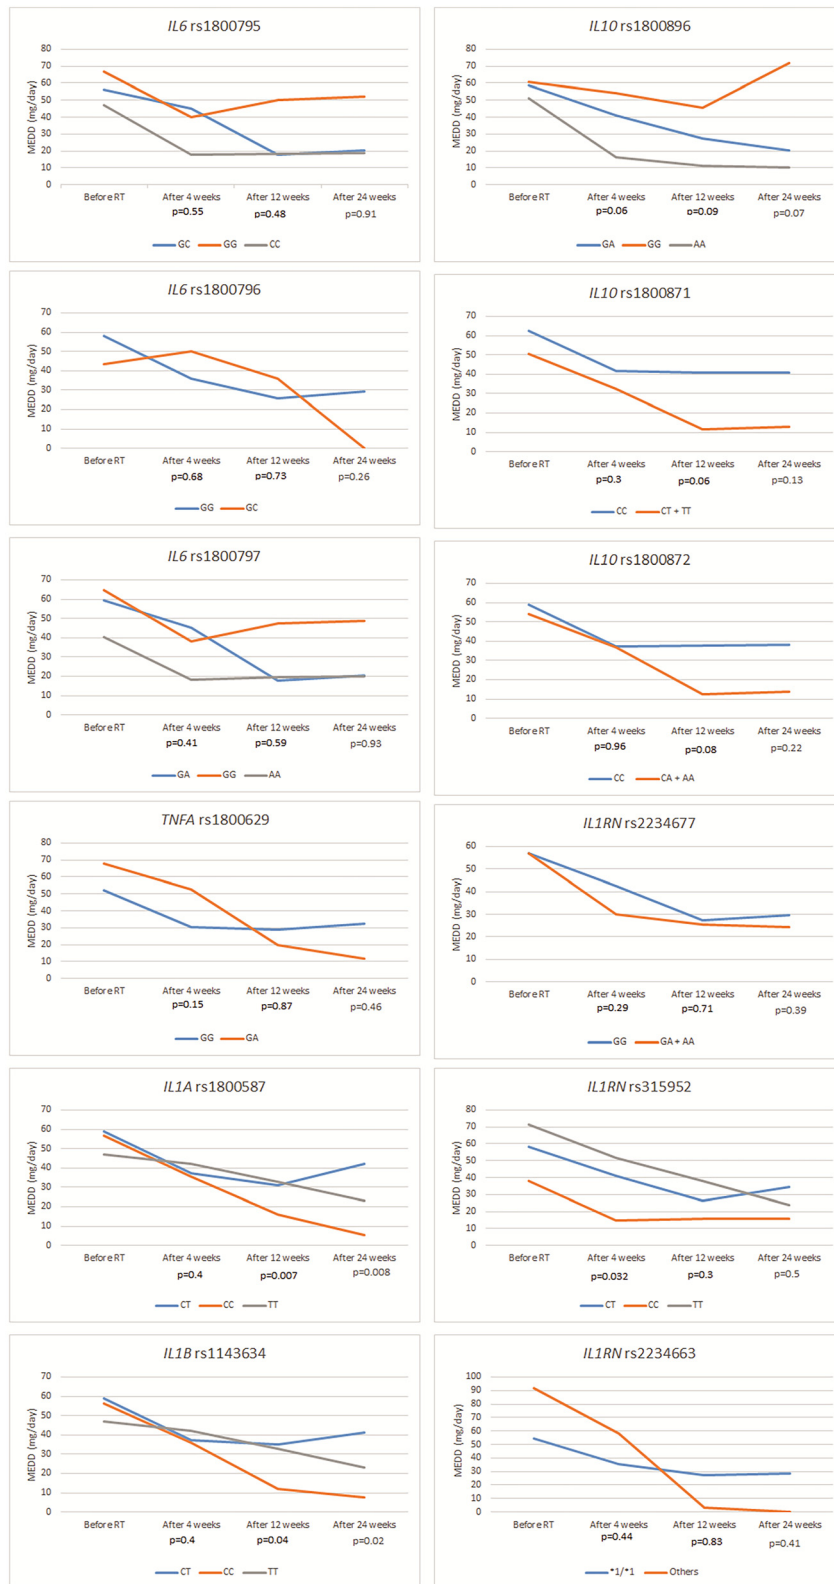 IL6 rs1800795
80
70
60
50
40
30
20
10
0
MEDD (mg/day)
Before RT After 4 weeks After 12 weeks After 24 weeks
p=0.55 p=0.48 p=0.91
GC GG CC
IL10 rs1800896
80
70
60
50
40
30
20
10
0
MEDD (mg/day)
Before RT After 4 weeks After 12 weeks After 24 weeks
p=0.06 p=0.09 p=0.07
GA GG AA
IL6 rs1800796
70
60
50
40
30
20
10
0
MEDD (mg/day)
Before RT After 4 weeks After 12 weeks After 24 weeks
p=0.68 p=0.73 p=0.26
GG GC
IL10 rs1800871
70
60
50
40
30
20
10
0
MEDD (mg/day)
Before RT After 4 weeks After 12 weeks After 24 weeks
p=0.3 p=0.06 p=0.13
CC CT + TT
IL6 rs1800797
70
60
50
40
30
20
10
0
MEDD (mg/day)
Before RT After 4 weeks After 12 weeks After 24 weeks
p=0.41 p=0.59 p=0.93
GA GG AA
IL10 rs1800872
70
60
50
40
30
20
10
0
MEDD (mg/day)
Before RT After 4 weeks After 12 weeks After 24 weeks
p=0.96 p=0.08 p=0.22
CC CA + AA
TNFA rs1800629
80
70
60
50
40
30
20
10
0
MEDD (mg/day)
Before RT After 4 weeks After 12 weeks After 24 weeks
p=0.15 p=0.87 p=0.46
GG GA
IL1RN rs2234677
60
50
40
30
20
10
0
MEDD (mg/day)
Before RT After 4 weeks After 12 weeks After 24 weeks
p=0.29 p=0.71 p=0.39
GG GA + AA
IL1A rs1800587
70
60
50
40
30
20
10
0
MEDD (mg/day)
Before RT After 4 weeks After 12 weeks After 24 weeks
p=0.4 p=0.007 p=0.008
CT CC TT
IL1RN rs315952
80
70
60
50
40
30
20
10
0
MEDD (mg/day)
Before RT After 4 weeks After 12 weeks After 24 weeks
p=0.032 p=0.3 p=0.5
CT CC TT
IL1B rs1143634
70
60
50
40
30
20
10
0
MEDD (mg/day)
Before RT After 4 weeks After 12 weeks After 24 weeks
p=0.4 p=0.04 p=0.02
CT CC TT
IL1RN rs2234663
100
90
80
70
60
50
40
30
20
10
0
MEDD (mg/day)
Before RT After 4 weeks After 12 weeks After 24 weeks
p=0.44 p=0.83 p=0.41
*1/*1 Others